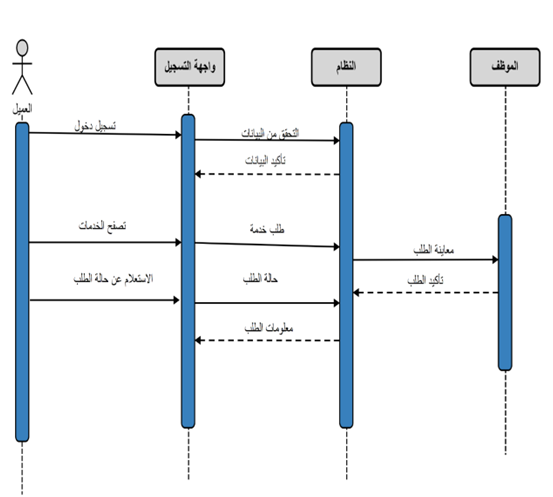 العميل
واجهة التسجيل
النظام
الموظف
تسجيل دخول
التحقق من البيانات
تأكيد البيانات
تصفح الخدمات
طلب خدمة
معاينة الطلب
الاستعلام عن حالة الطلب
حالة الطلب
تأكيد الطلب
معلومات الطلب